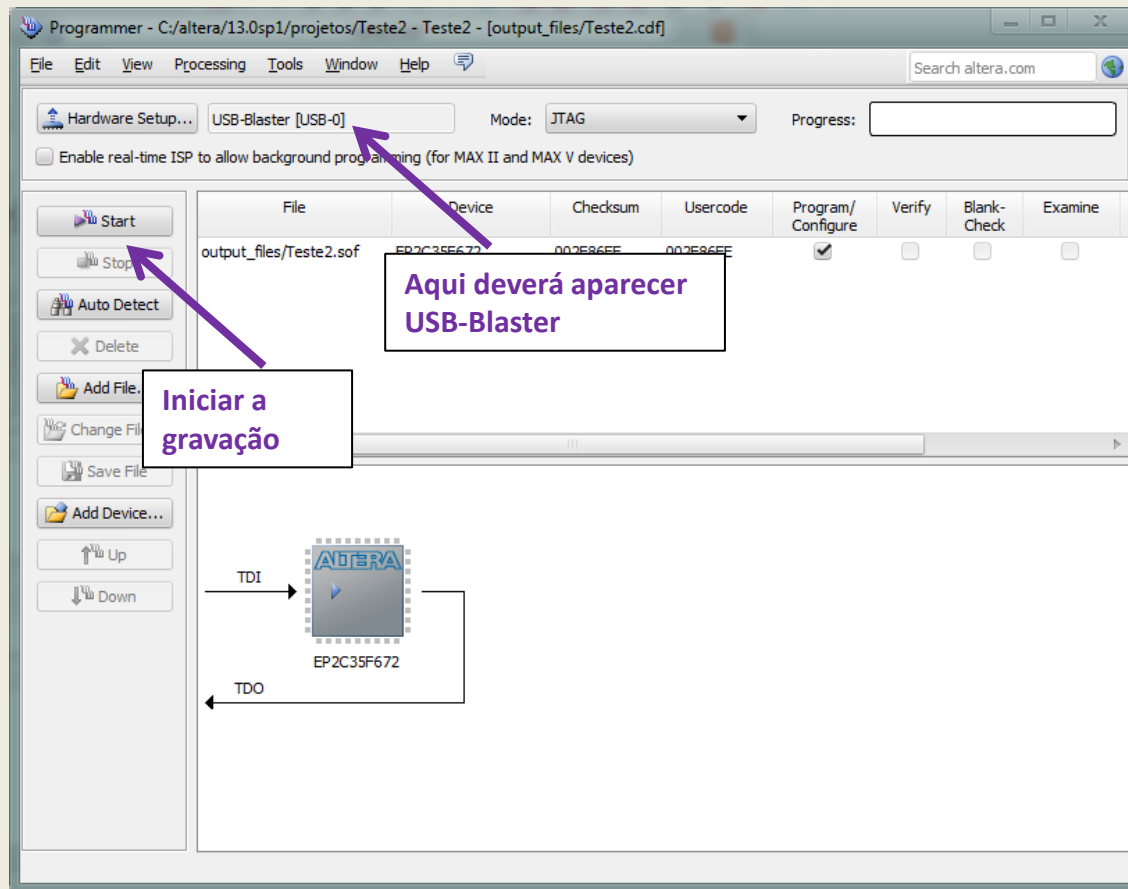 Programmer - C:/altera/13.0sp1/projetos/Teste2 - Teste2 - [output_files/Teste2.cdf]
File Edit View Processing Tools Window Help
Search altera.com
Hardware Setup... USB-Blaster [USB-0] Mode: JTAG Progress:
Enable real-time ISP to allow background programming (for MAX II and MAX V devices)
File Device Checksum Usercode Program/ Verify Blank- Examine
Configure Check
Start
output_files/Teste2.sof EP2C35F672 002E86EE 002E86EE
Stop
Aqui deverá aparecer
USB-Blaster
Auto Detect
Delete
Add File.
Iniciar a
gravação
Change File
Save File
Add Device...
Up
Down
TDI
ALTERA
EP2C35F672
TDO